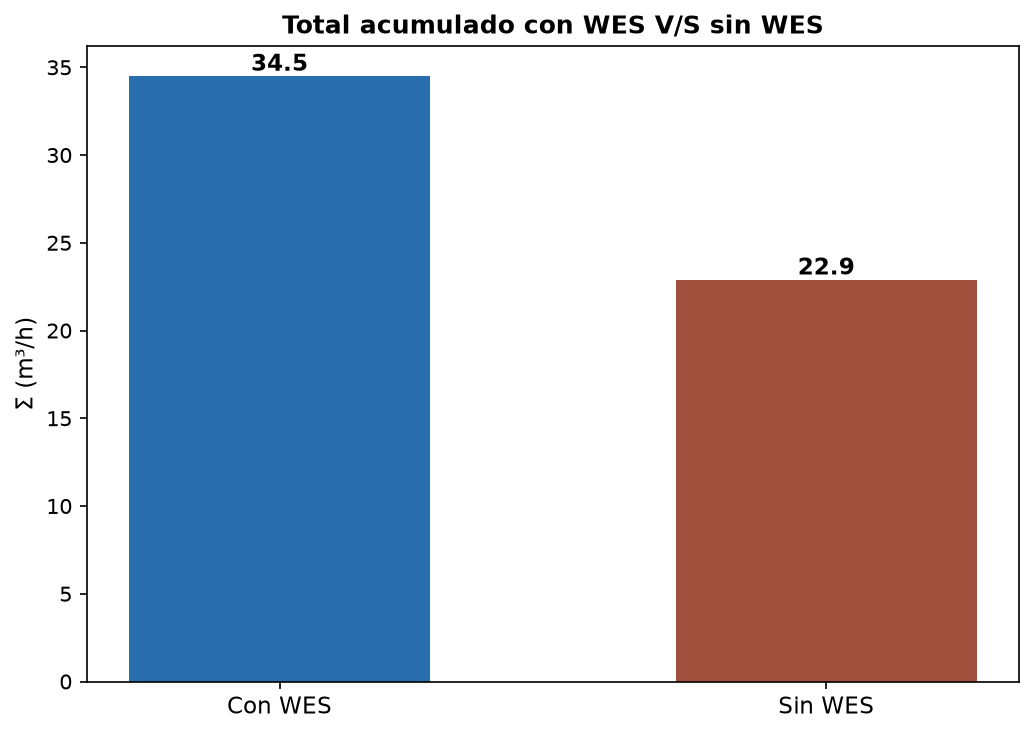 Total acumulado con WES V/S sin WES
34.5
22.9
35
30
25
20
15
10
5
0
Σ (m³/h)
Con WES
Sin WES